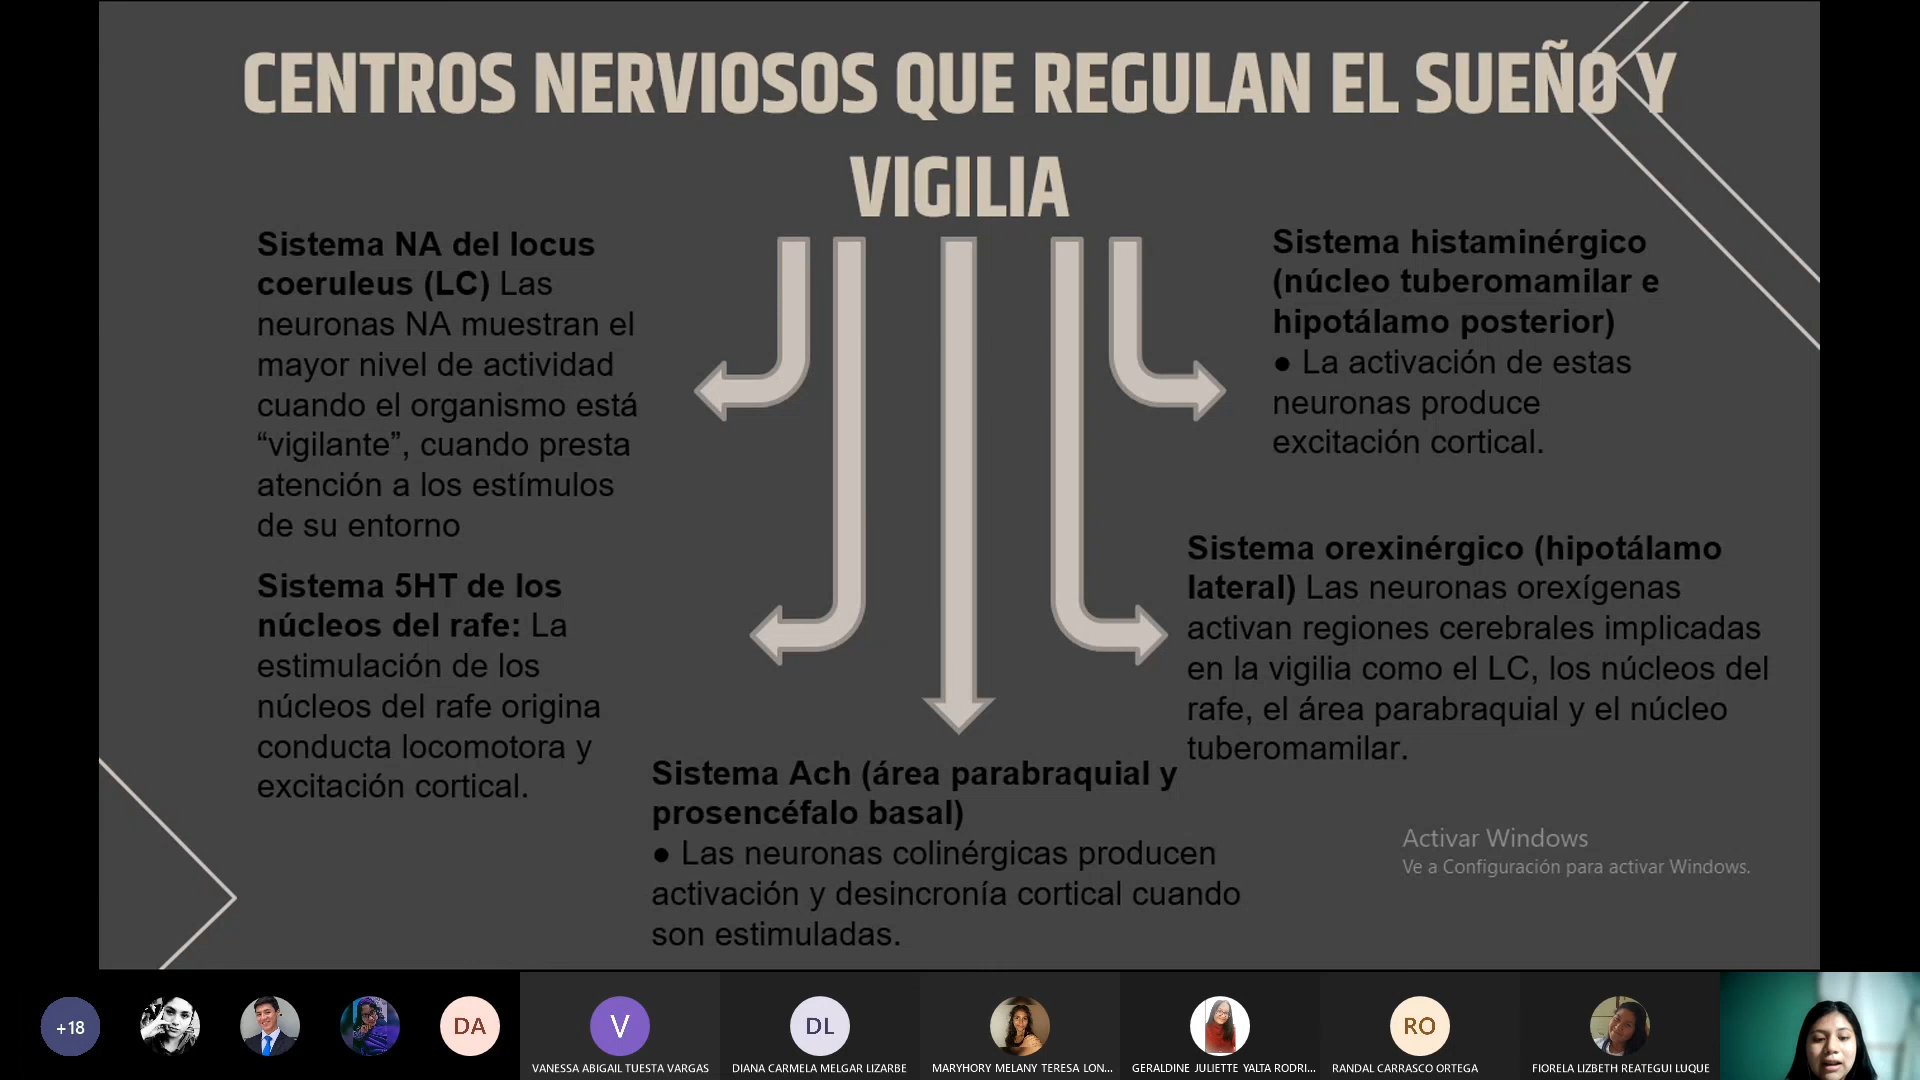 CENTROS NERVIOSOS QUE REGULAN EL SUEÑO Y
VIGILIA
Sistema NA del locus
coeruleus (LC) Las
neuronas NA muestran el
mayor nivel de actividad
cuando el organismo está
“vigilante”, cuando presta
atención a los estímulos
de su entorno
Sistema 5HT de los
núcleos del rafe: La
estimulación de los
núcleos del rafe origina
conducta locomotora y
excitación cortical.
Sistema Ach (área parabraquial y
prosencéfalo basal)
● Las neuronas colinérgicas producen
activación y desincronía cortical cuando
son estimuladas.
Sistema histaminérgico
(núcleo tuberomamilar e
hipotálamo posterior)
● La activación de estas
neuronas produce
excitación cortical.
Sistema orexinérgico (hipotálamo
lateral) Las neuronas orexígenas
activan regiones cerebrales implicadas
en la vigilia como el LC, los núcleos del
rafe, el área parabraquial y el núcleo
tuberomamilar.
Activar Windows
Ve a Configuración para activar Windows.
+18
DA
V
VANESSA ABIGAIL TUESTA VARGAS
DL
DIANA CARMELA MELGAR LIZARBE
MARYHORY MELANY TERESA LON...
GERALDINE JULIETTE YALTA RODRI...
RO
RANDAL CARRASCO ORTEGA
FIORELA LIZBETH REATEGUI LUQUE